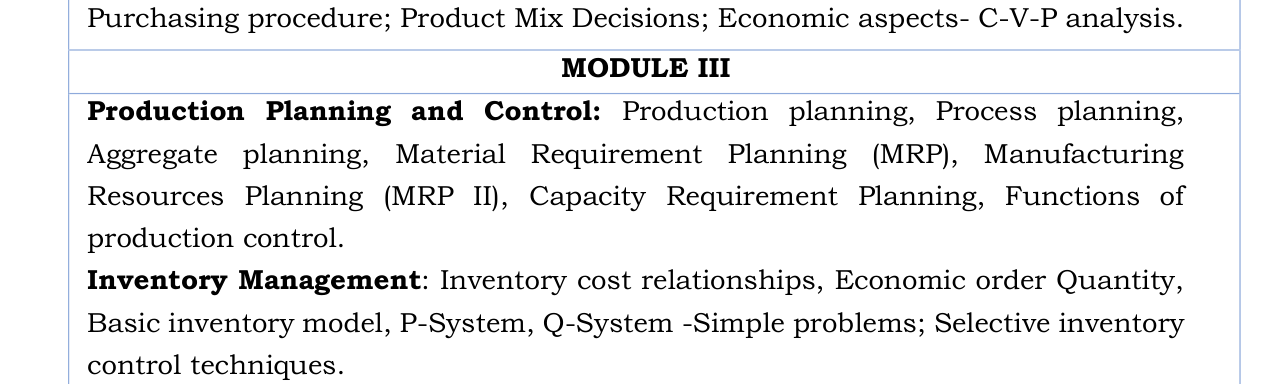 Purchasing procedure; Product Mix Decisions; Economic aspects- C-V-P analysis.
MODULE III
Production Planning and Control: Production planning, Process planning,
Aggregate planning, Material Requirement Planning (MRP), Manufacturing
Resources Planning (MRP II), Capacity Requirement Planning, Functions of
production control.
Inventory Management: Inventory cost relationships, Economic order Quantity,
Basic inventory model, P-System, Q-System -Simple problems; Selective inventory
control techniques.